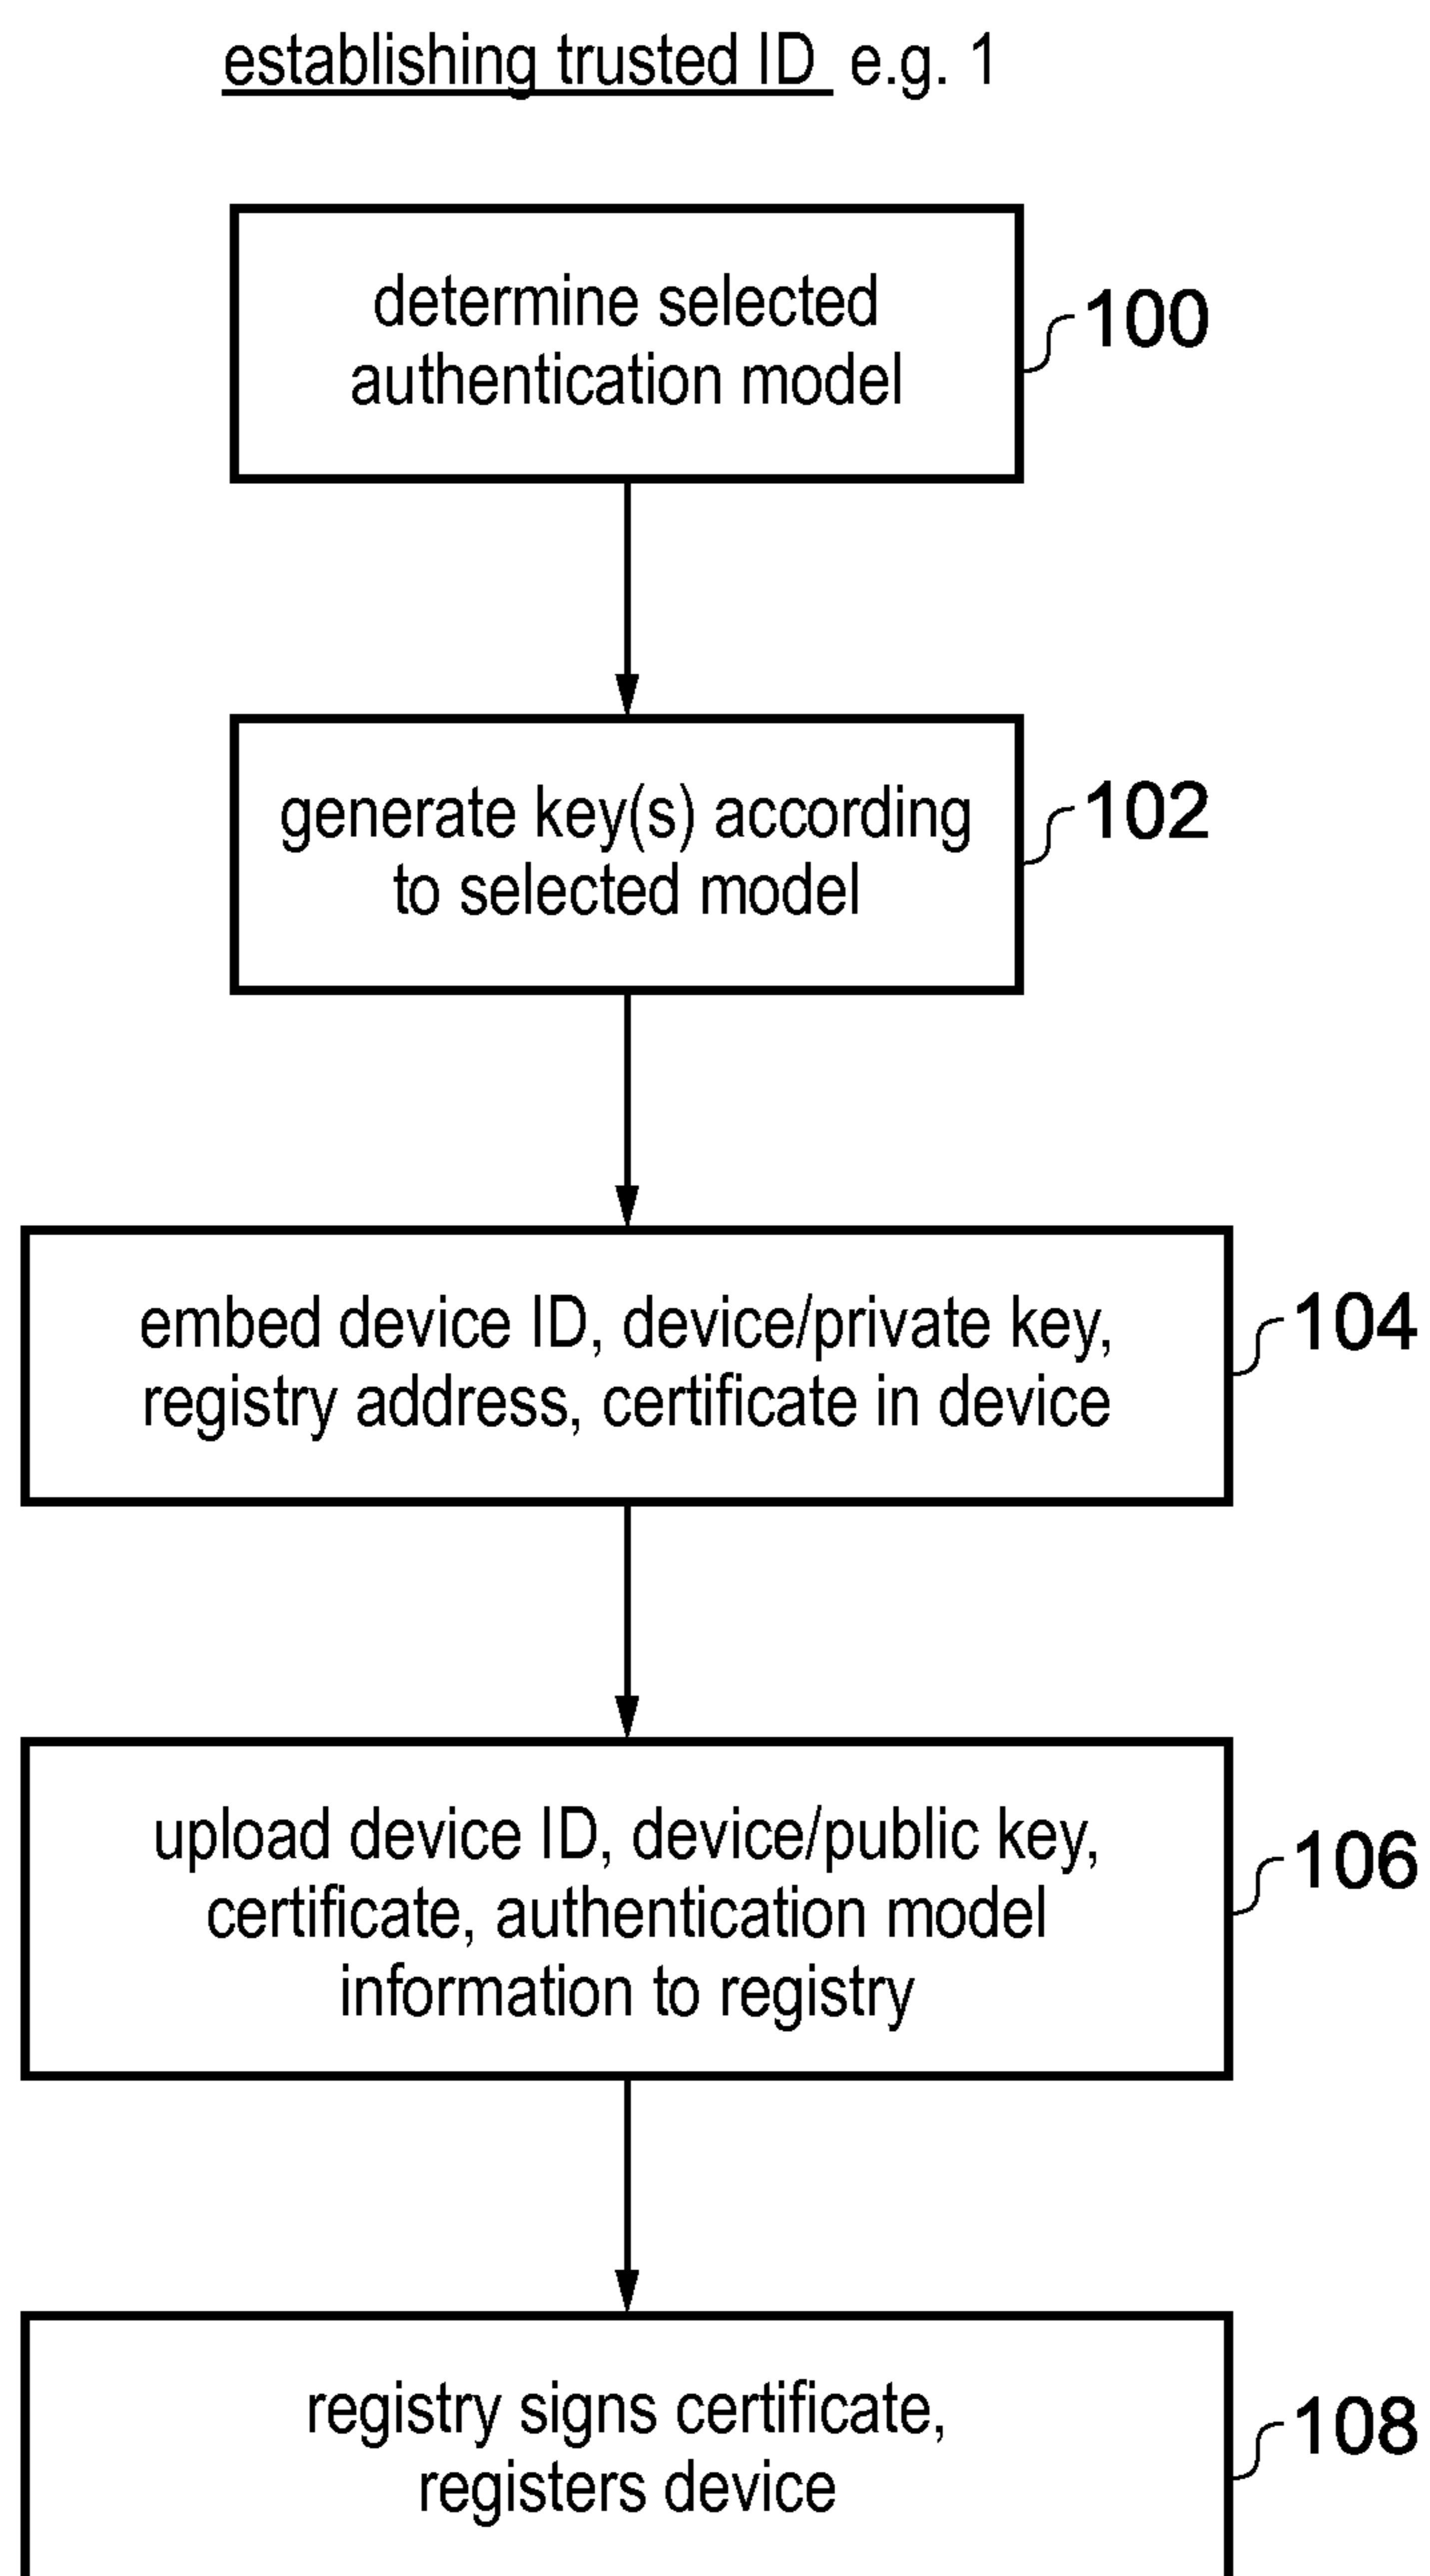 establishing trusted ID e.g. 1
determine selected
authentication model
100
generate key(s) according
to selected model
102
embed device ID, device/private key,
registry address, certificate in device
104
upload device ID, device/public key,
certificate, authentication model
information to registry
106
registry signs certificate,
registers device
108